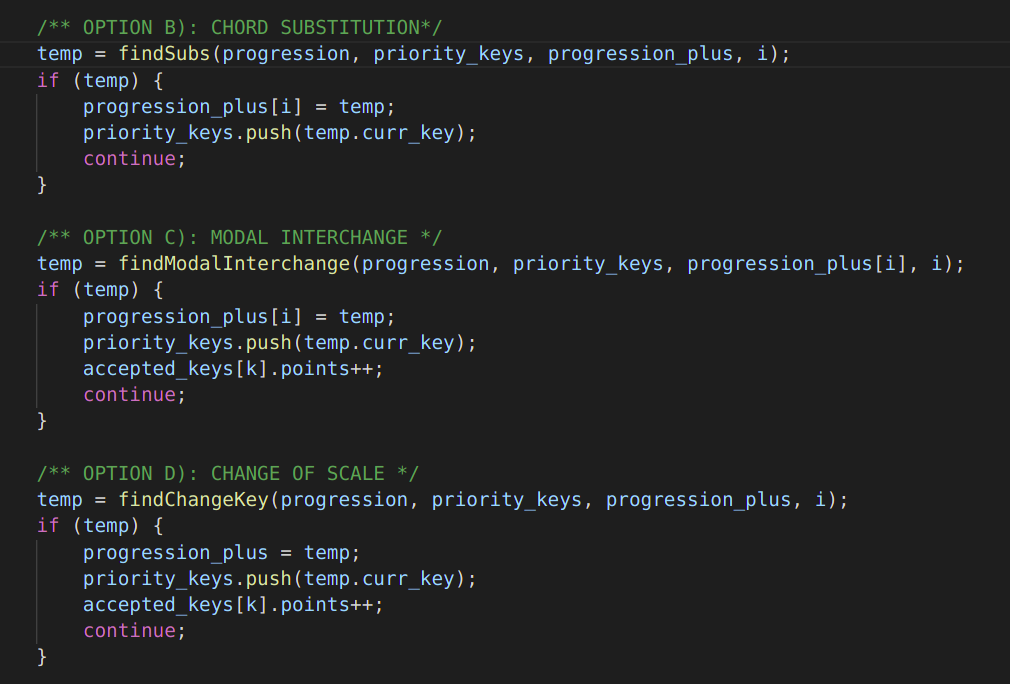 /** OPTION B): CHORD SUBSTITUTION*/
temp = findSubs(progression, priority_keys, progression_plus, i);
if (temp) {
    progression_plus[i] = temp;
    priority_keys.push(temp.curr_key);
    continue;
}

/** OPTION C): MODAL INTERCHANGE */
temp = findModalInterchange(progression, priority_keys, progression_plus[i], i);
if (temp) {
    progression_plus[i] = temp;
    priority_keys.push(temp.curr_key);
    accepted_keys[k].points++;
    continue;
}

/** OPTION D): CHANGE OF SCALE */
temp = findChangeKey(progression, priority_keys, progression_plus, i);
if (temp) {
    progression_plus = temp;
    priority_keys.push(temp.curr_key);
    accepted_keys[k].points++;
    continue;
}